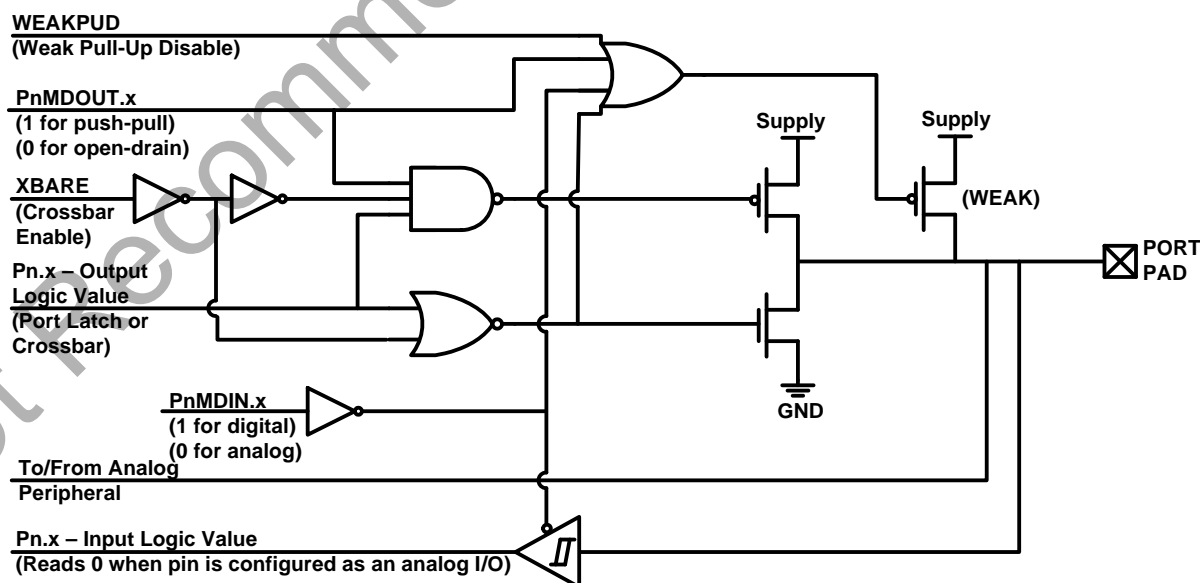 WEAKPUD
(Weak Pull-Up Disable)
PnMDOUT.x
(1 for push-pull)
(0 for open-drain)
XBARE
(Crossbar
Enable)
Pn.x – Output
Logic Value
(Port Latch or
Crossbar)
Supply
Supply
(WEAK)
PORT
PAD
GND
PnMDIN.x
(1 for digital)
(0 for analog)
To/From Analog
Peripheral
Pn.x – Input Logic Value
(Reads 0 when pin is configured as an analog I/O)
Recomme